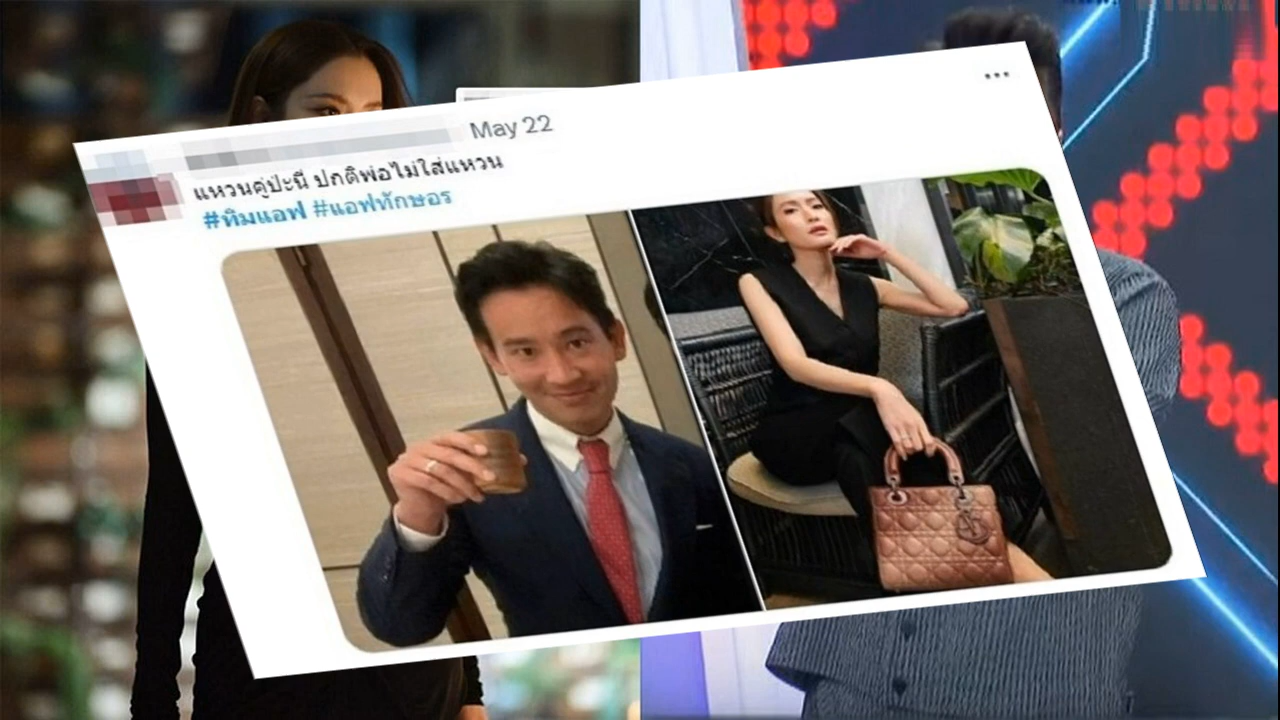 May 22
แหวนคู่ป่ะนี่ ปกติพ่อไม่ใส่แหวน
#ทิมแอฟ #แอฟทักษอร